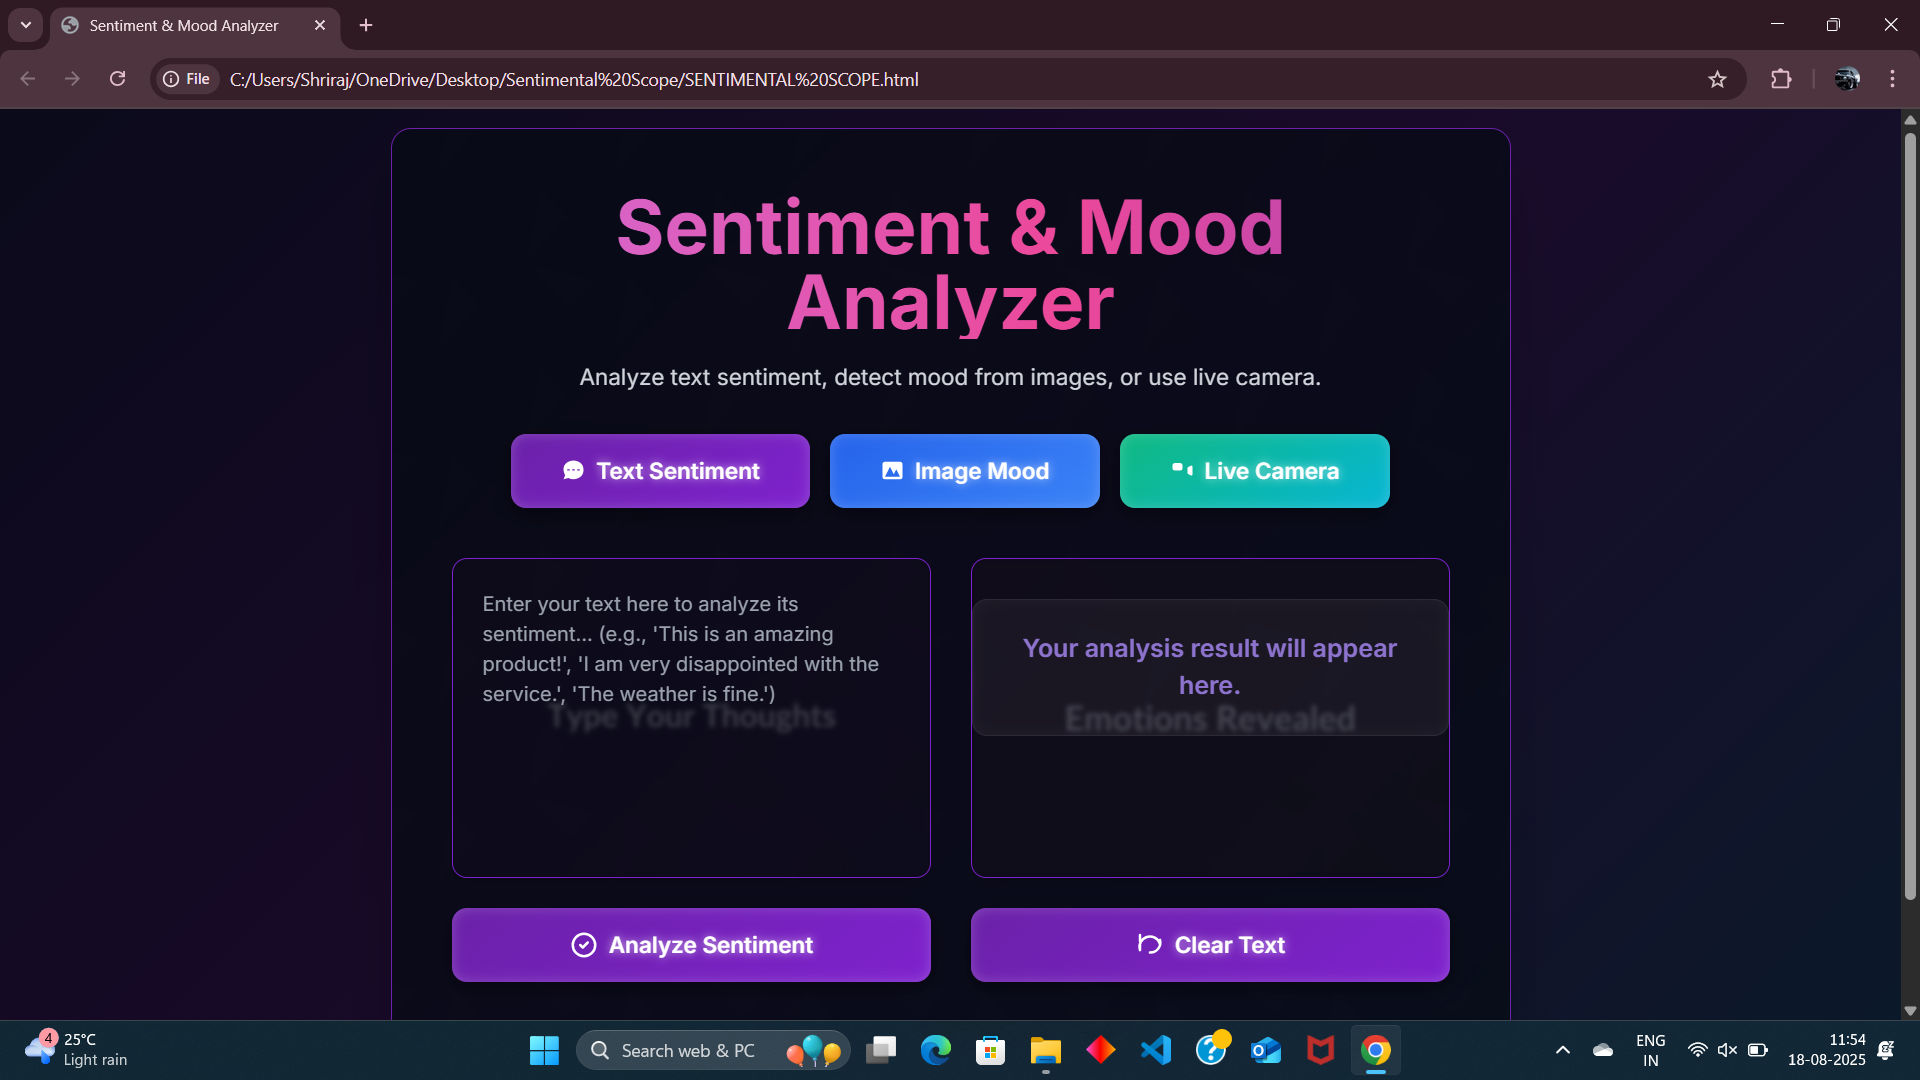 Sentiment & Mood Analyzer
File
C:/Users/Shriraj/OneDrive/Desktop/Sentimental%20Scope/SENTIMENTAL%20SCOPE.html
Sentiment & Mood
Analyzer
Analyze text sentiment, detect mood from images, or use live camera.
Text Sentiment
Image Mood
Live Camera
Enter your text here to analyze its
sentiment... (e.g., 'This is an amazing
product!', 'I am very disappointed with the
service.', 'The weather is fine.')
Type Your Thoughts
Your analysis result will appear
here.
Emotions Revealed
Analyze Sentiment
Clear Text
4
25°C
Light rain
Search web & PC
ENG
IN
11:54
18-08-2025